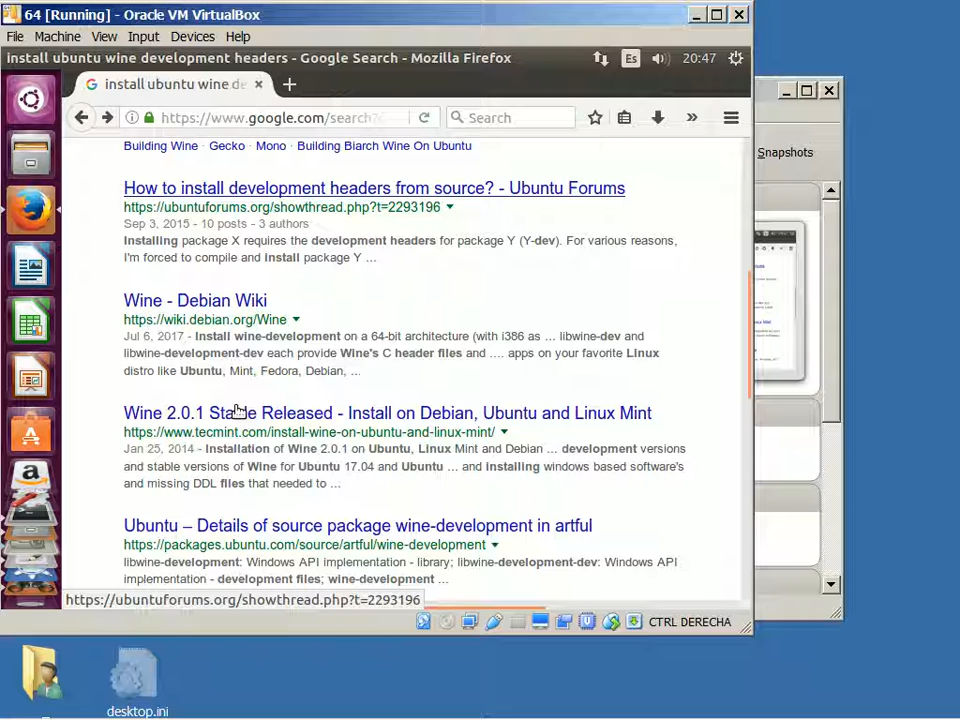 64 [Running] - Oracle VM VirtualBox
File Machine View Input Devices Help
install ubuntu wine development headers - Google Search - Mozilla Firefox
Es
20:47
install ubuntu wine de
https://www.google.com/search?
Search
Snapshots
Building Wine · Gecko · Mono · Building Biarch Wine On Ubuntu
How to install development headers from source? - Ubuntu Forums
https://ubuntuforums.org/showthread.php?t=2293196
Sep 3, 2015 - 10 posts - 3 authors
Installing package X requires the development headers for package Y (Y-dev). For various reasons,
I'm forced to compile and install package Y ...
Wine - Debian Wiki
https://wiki.debian.org/Wine
Jul 6, 2017 - Install wine-development on a 64-bit architecture (with i386 as ... libwine-dev and
libwine-development-dev each provide Wine's C header files and .... apps on your favorite Linux
distro like Ubuntu, Mint, Fedora, Debian, ...
Wine 2.0.1 Stable Released - Install on Debian, Ubuntu and Linux Mint
https://www.tecmint.com/install-wine-on-ubuntu-and-linux-mint/
Jan 25, 2014 - Installation of Wine 2.0.1 on Ubuntu, Linux Mint and Debian ... development versions
and stable versions of Wine for Ubuntu 17.04 and Ubuntu ... and installing windows based software's
and missing DDL files that needed to ...
Ubuntu – Details of source package wine-development in artful
https://packages.ubuntu.com/source/artful/wine-development
libwine-development: Windows API implementation - library; libwine-development-dev: Windows API
implementation - development files; wine-development ...
https://ubuntuforums.org/showthread.php?t=2293196
CTRL DERECHA
desktop.ini